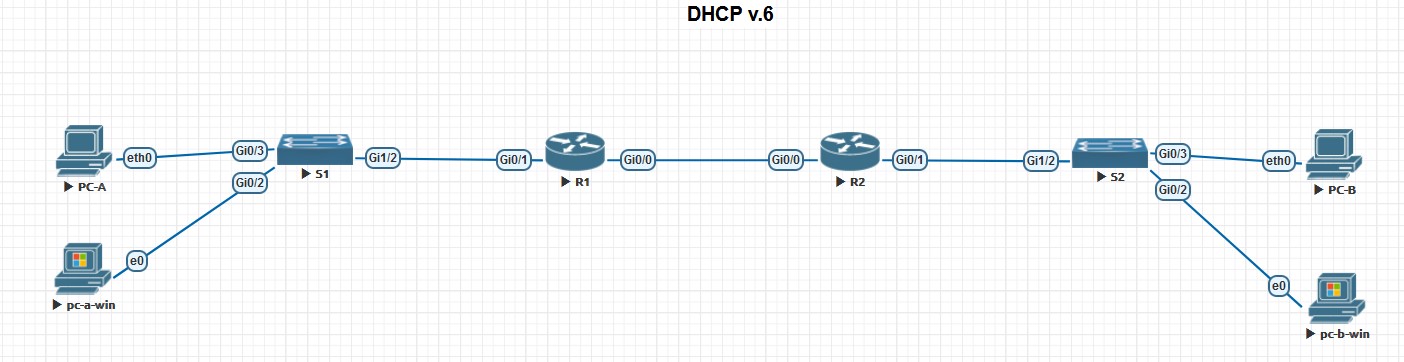 DHCP v.6
eth0
Gi0/3
Gi1/2
Gi0/1
Gi0/0
Gi0/0
Gi0/1
Gi1/2
Gi0/3
eth0
PC-A
Gi0/2
S1
R1
R2
S2
Gi0/2
PC-B
e0
pc-a-win
e0
pc-b-win